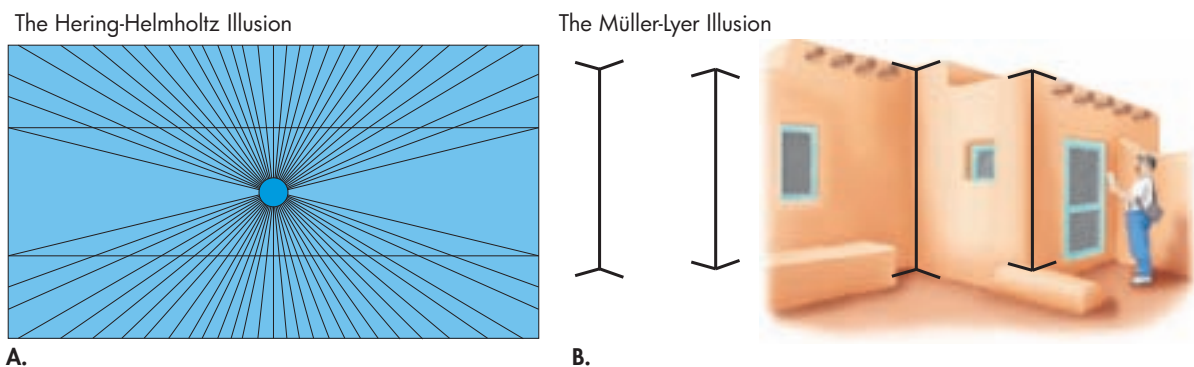 The Hering-Helmholtz Illusion
The Müller-Lyer Illusion
A.
B.